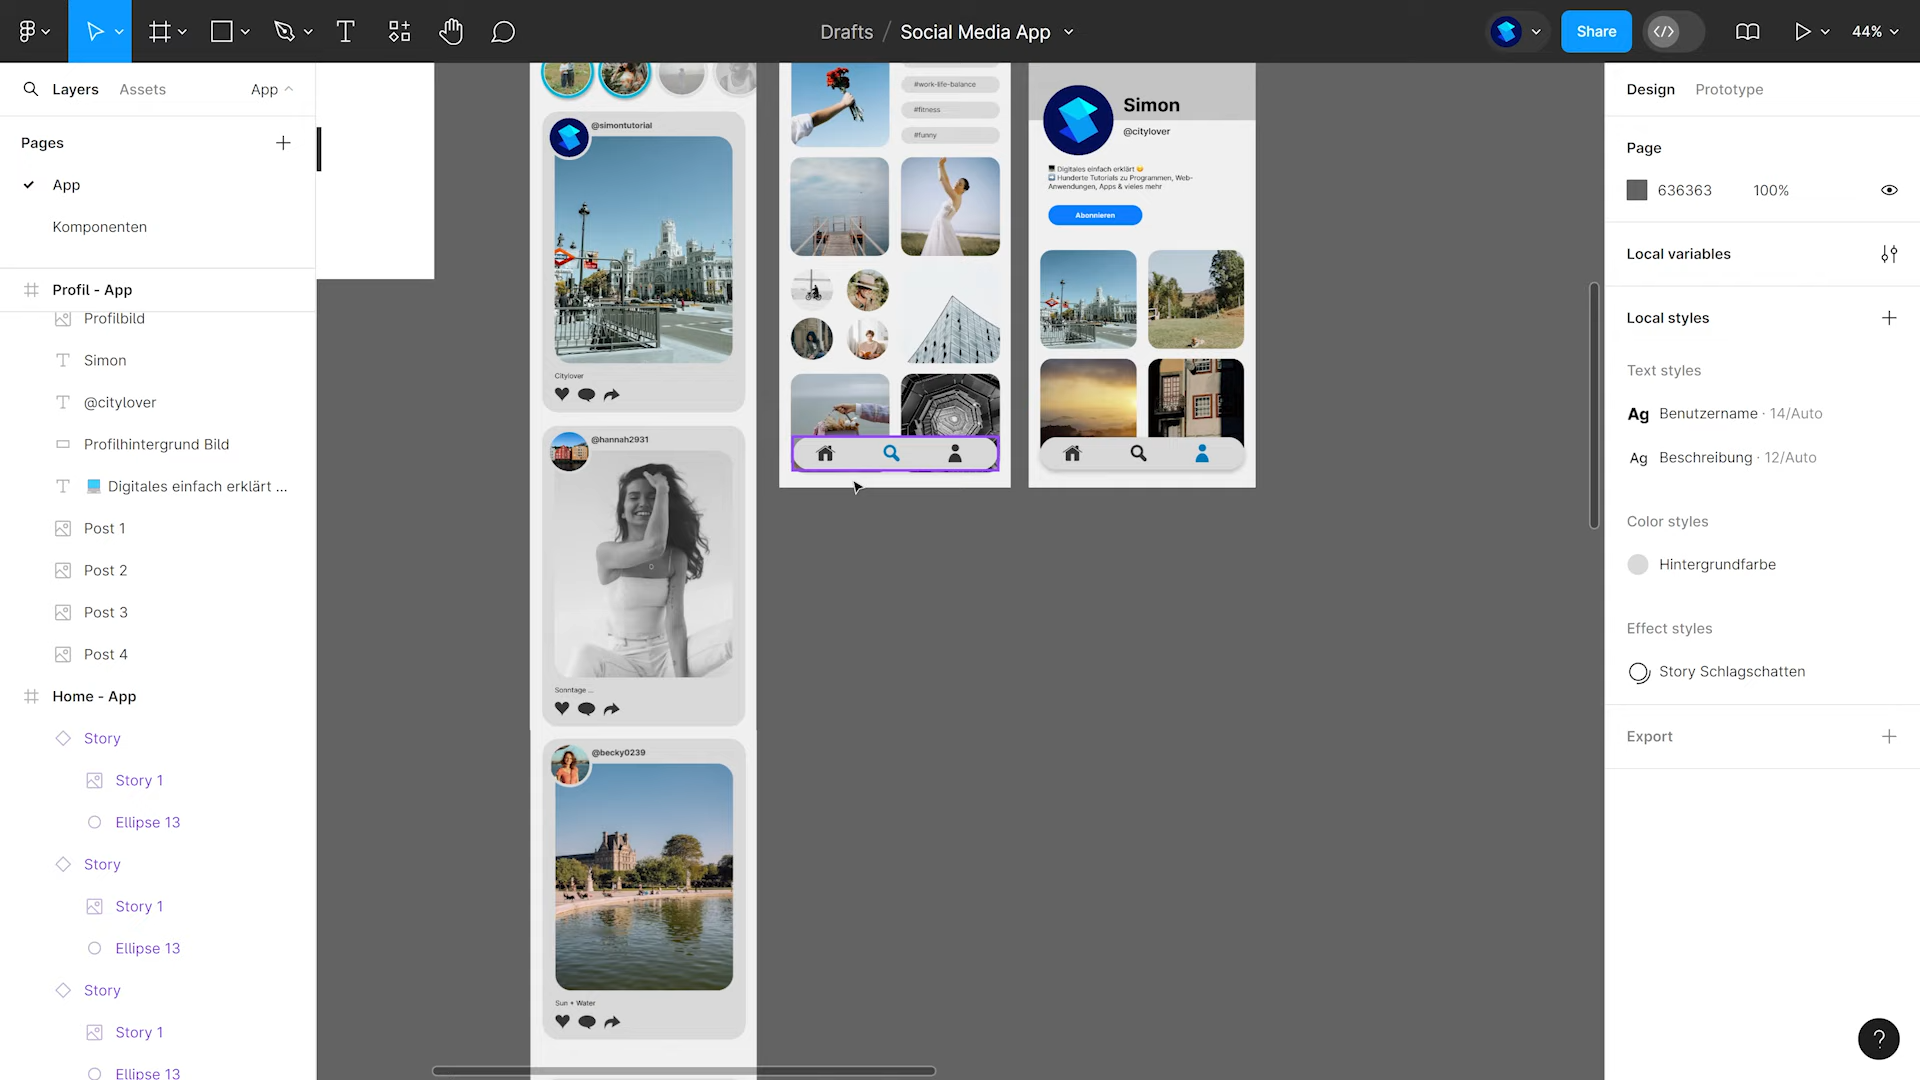 Drafts / Social Media App
Share
44%
Layers
Assets
App
Pages
App
Komponenten
Profil - App
Profilbild
Simon
@citylover
Profilhintergrund Bild
Digitales einfach erklärt ...
Post 1
Post 2
Post 3
Post 4
Home - App
Story
Story 1
Ellipse 13
Story
Story 1
Ellipse 13
Story
Story 1
Ellipse 13
@simontutorial
Citylover
@hannah2931
Sonntage ...
@becky0239
Sun + Water
#work-life-balance
#fitness
#funny
Simon
@citylover
Digitales einfach erklärt
Hunderte Tutorials zu Programmen, Web-
Anwendungen, Apps & vieles mehr
Abonnieren
Design
Prototype
Page
636363
100%
Local variables
Local styles
Text styles
Ag Benutzername · 14/Auto
Ag Beschreibung · 12/Auto
Color styles
Hintergrundfarbe
Effect styles
Story Schlagschatten
Export
?